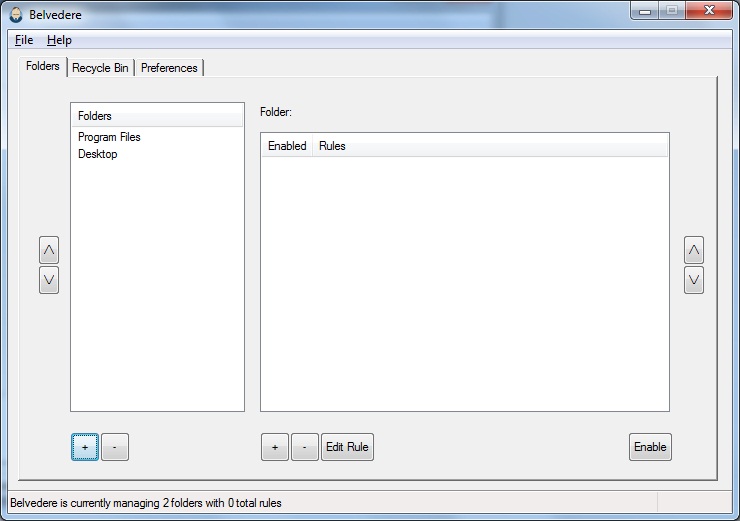 Belvedere
File Help
Folders Recycle Bin Preferences
Folders
Program Files
Desktop
Folder:
Enabled Rules
+ - + - Edit Rule Enable
Belvedere is currently managing 2 folders with 0 total rules